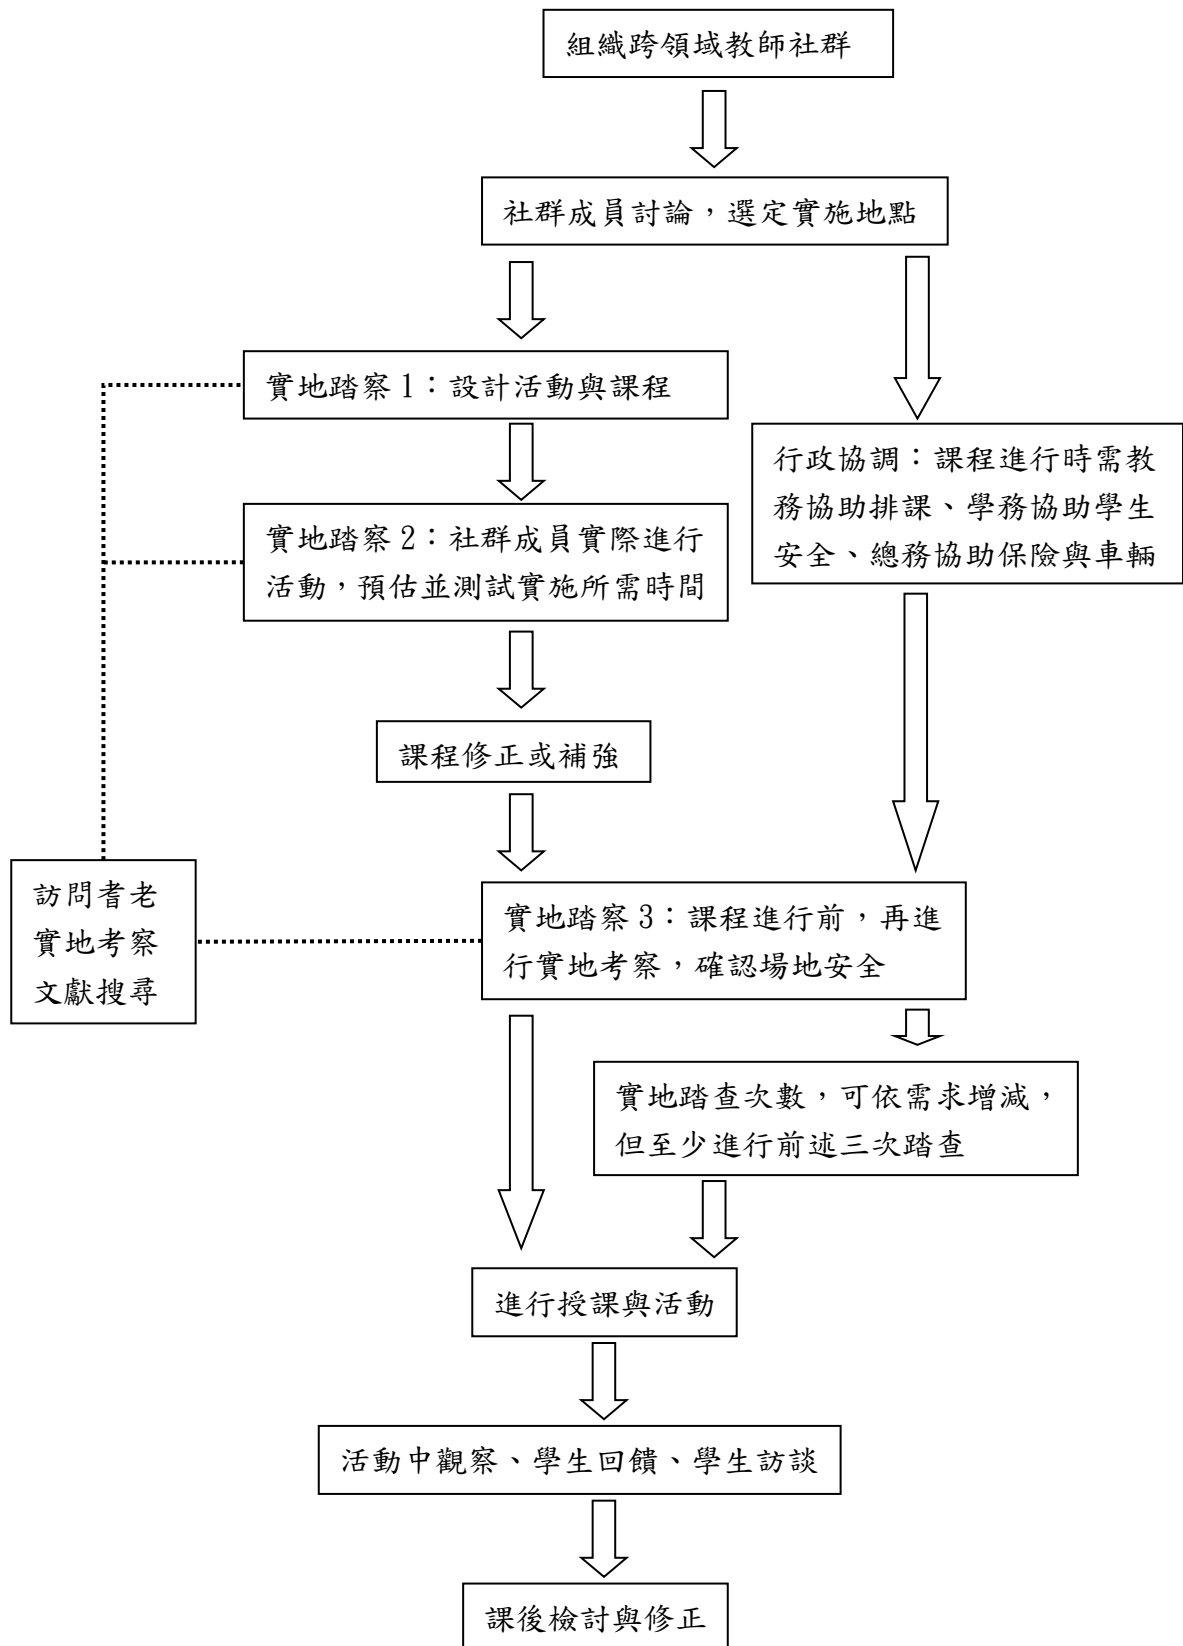 組織跨領域教師社群
社群成員討論，選定實施地點
實地踏察 1：設計活動與課程
行政協調：課程進行時需教
務協助排課、學務協助學生
安全、總務協助保險與車輛
實地踏察 2：社群成員實際進行
活動，預估並測試實施所需時間
課程修正或補強
訪問耆老
實地考察
文獻搜尋
實地踏察 3：課程進行前，再進
行實地考察，確認場地安全
實地踏查次數，可依需求增減，
但至少進行前述三次踏查
進行授課與活動
活動中觀察、學生回饋、學生訪談
課後檢討與修正